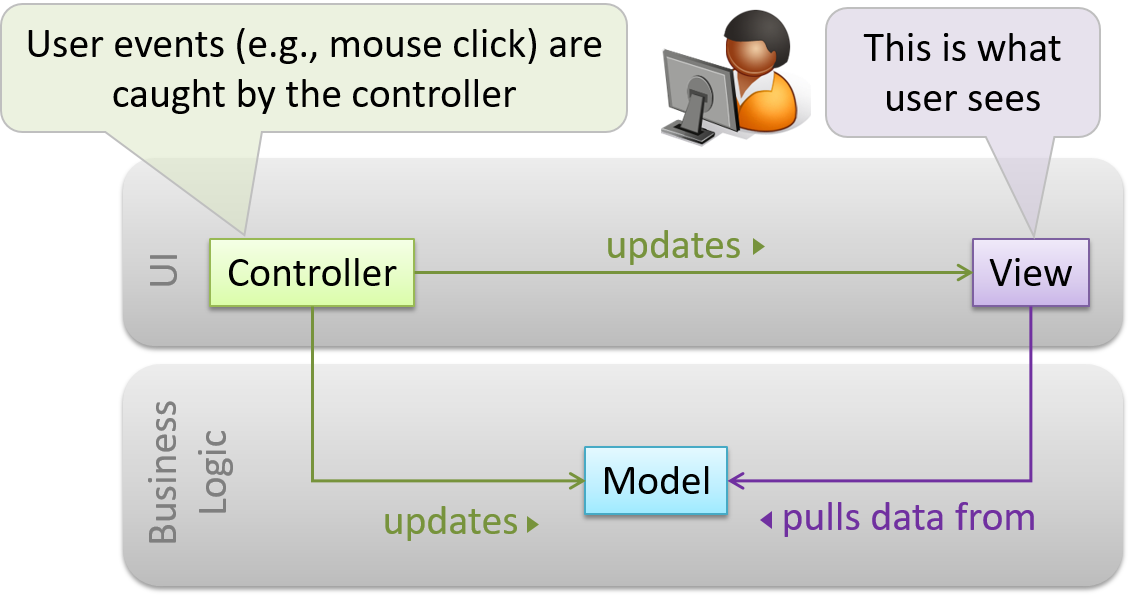 User events (e.g., mouse click) are
caught by the controller
This is what
user sees
UI
updates
Controller
View
Business
Logic
Model
updates
pulls data from